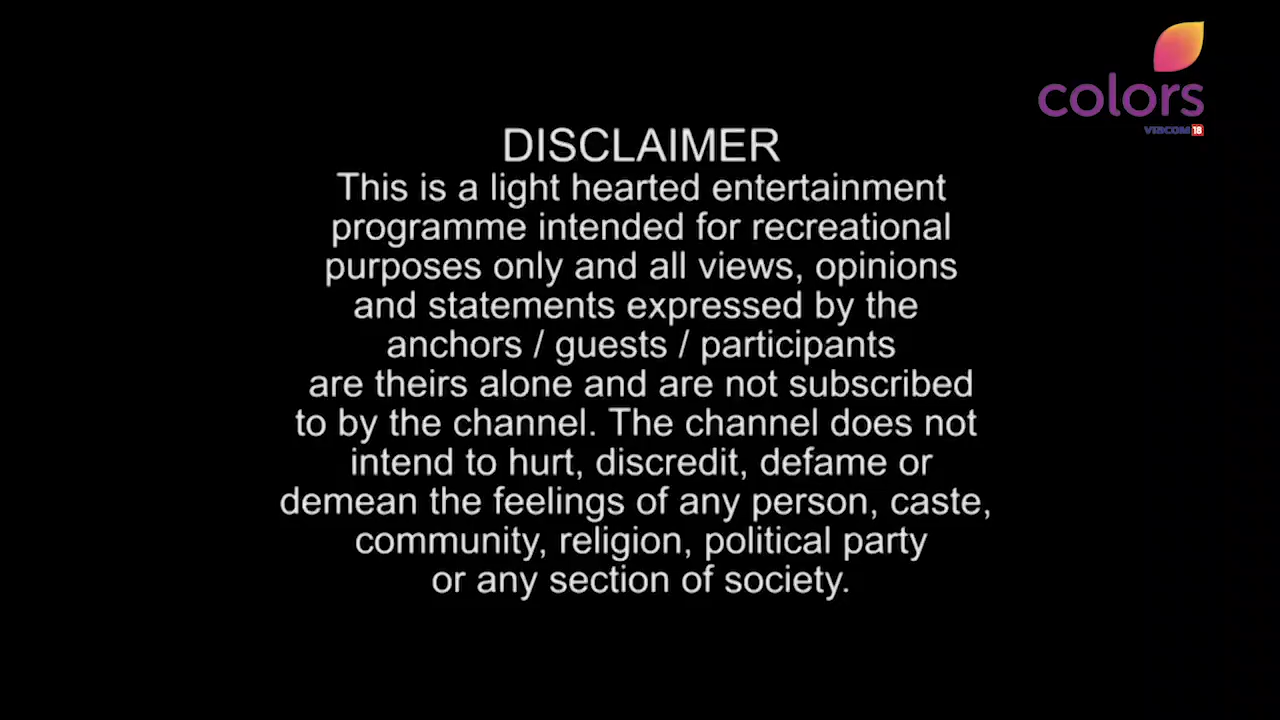 colors
VIACOM 18
DISCLAIMER
This is a light hearted entertainment
programme intended for recreational
purposes only and all views, opinions
and statements expressed by the
anchors / guests / participants
are theirs alone and are not subscribed
to by the channel. The channel does not
intend to hurt, discredit, defame or
demean the feelings of any person, caste,
community, religion, political party
or any section of society.